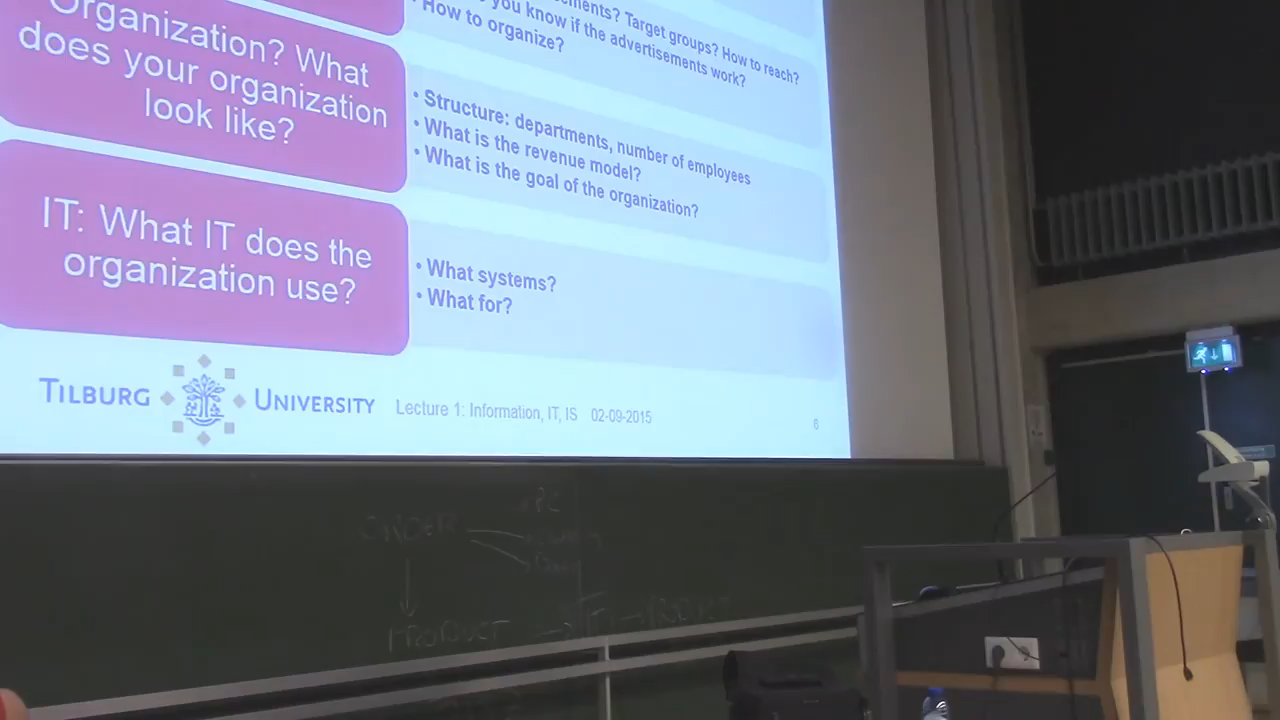 Organization? What
does your organization
look like?
Target groups? How to reach?
you know if the advertisements work?
• How to organize?
• Structure: departments, number of employees
• What is the revenue model?
• What is the goal of the organization?
IT: What IT does the
organization use?
• What systems?
• What for?
TILBURG UNIVERSITY
Lecture 1: Information, IT, IS 02-09-2015
6
PRODUCT